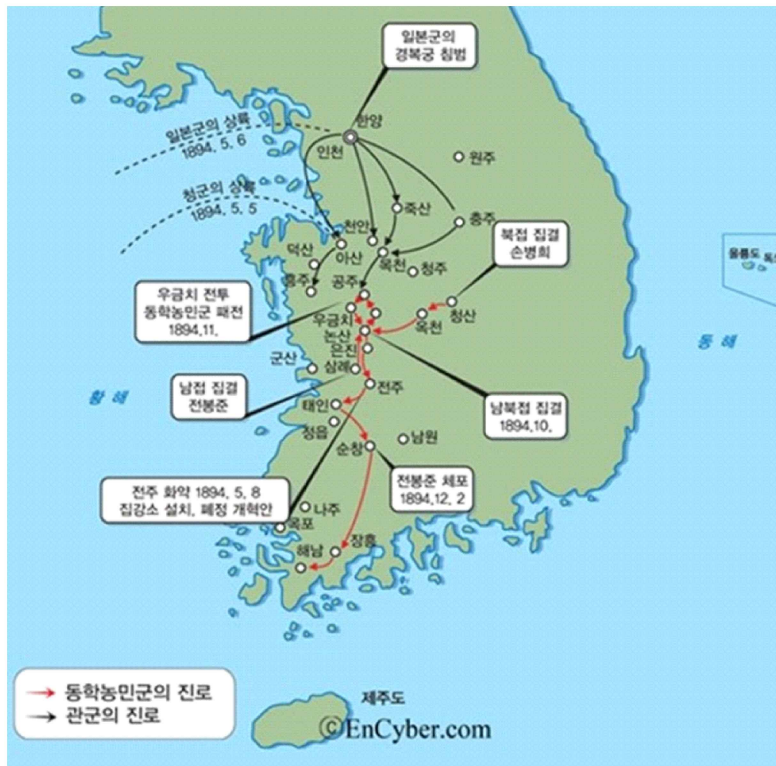 일본군의
경복궁 침범
한양
일본군의 상륙
1894. 5. 6
인천
원주
청군의 상륙
1894. 5. 5
죽산
충주
천안
북접 집결
손병희
덕산
아산
옥천
청주
울릉도
홍주
공주
우금치 전투
동학농민군 패전
1894.11.
우금치
옥천
청산
논산
은진
동 해
군산
삼례
황 해
남접 집결
전봉준
전주
남북접 집결
1894.10.
태인
정읍
남원
순창
전주 화약 1894. 5. 8
집강소 설치, 폐정 개혁안
전봉준 체포
1894.12. 2
나주
목포
장흥
해남
동학농민군의 진로
관군의 진로
제주도
©EnCyber.com